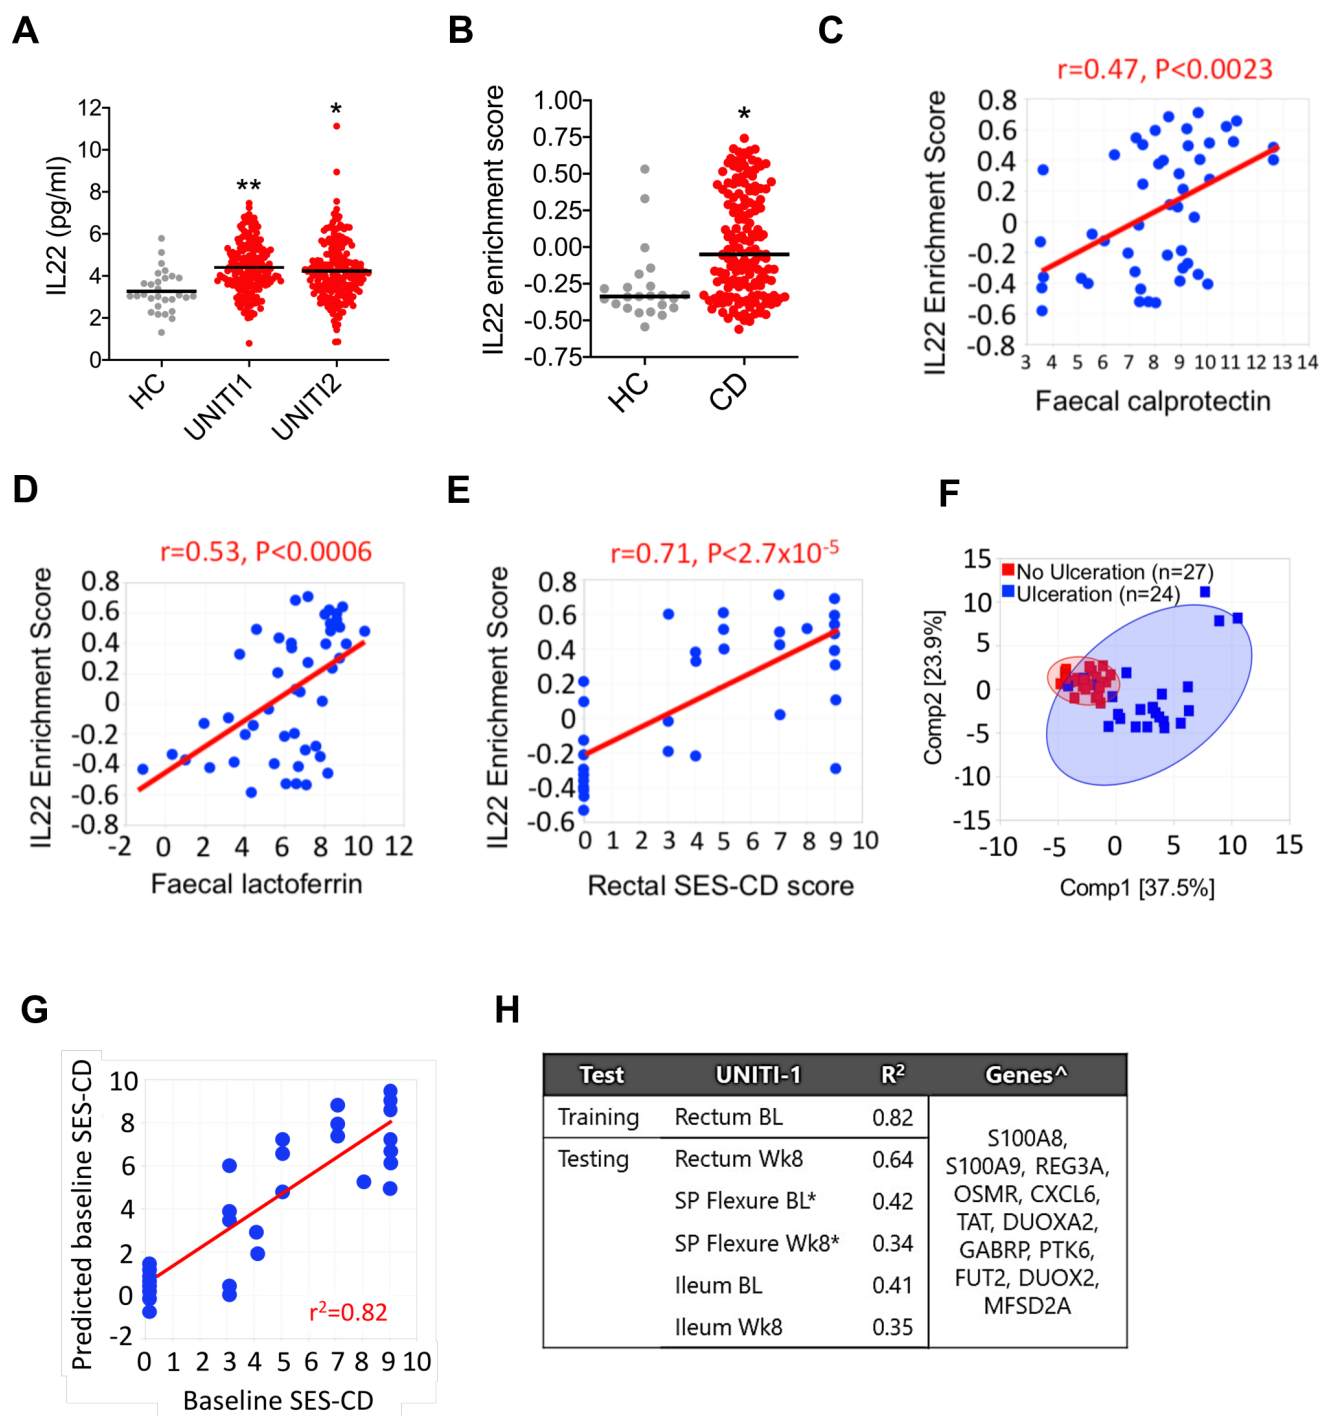 A
B
C
12
10
8
6
4
2
0
IL22 (pg/ml)
**
*
HC
UNITI1
UNITI2
1.00
0.75
0.50
0.25
0.00
-0.25
-0.50
-0.75
IL22 enrichment score
*
HC
CD
r=0.47, P<0.0023
0.8
0.6
0.4
0.2
0
-0.2
-0.4
-0.6
-0.8
IL22 Enrichment Score
3 4 5 6 7 8 9 10 11 12 13 14
Faecal calprotectin
D
E
F
r=0.53, P<0.0006
0.8
0.6
0.4
0.2
0
-0.2
-0.4
-0.6
-0.8
IL22 Enrichment Score
-2 0 2 4 6 8 10 12
Faecal lactoferrin
r=0.71, P<2.7x10-5
0.8
0.6
0.4
0.2
0
-0.2
-0.4
-0.6
IL22 Enrichment Score
0 1 2 3 4 5 6 7 8 9 10
Rectal SES-CD score
15
10
5
0
-5
-10
-15
Comp2 [23.9%]
No Ulceration (n=27)
Ulceration (n=24)
-10 -5 0 5 10 15
Comp1 [37.5%]
G
H
10
8
6
4
2
0
-2
Predicted baseline SES-CD
r2=0.82
0 1 2 3 4 5 6 7 8 9 10
Baseline SES-CD
Test UNITI-1 R2 Genes^
Training Rectum BL 0.82
Testing Rectum Wk8 0.64
SP Flexure BL* 0.42
SP Flexure Wk8* 0.34
Ileum BL 0.41
Ileum Wk8 0.35
S100A8,
S100A9, REG3A,
OSMR, CXCL6,
TAT, DUOXA2,
GABRP, PTK6,
FUT2, DUOX2,
MFSD2A